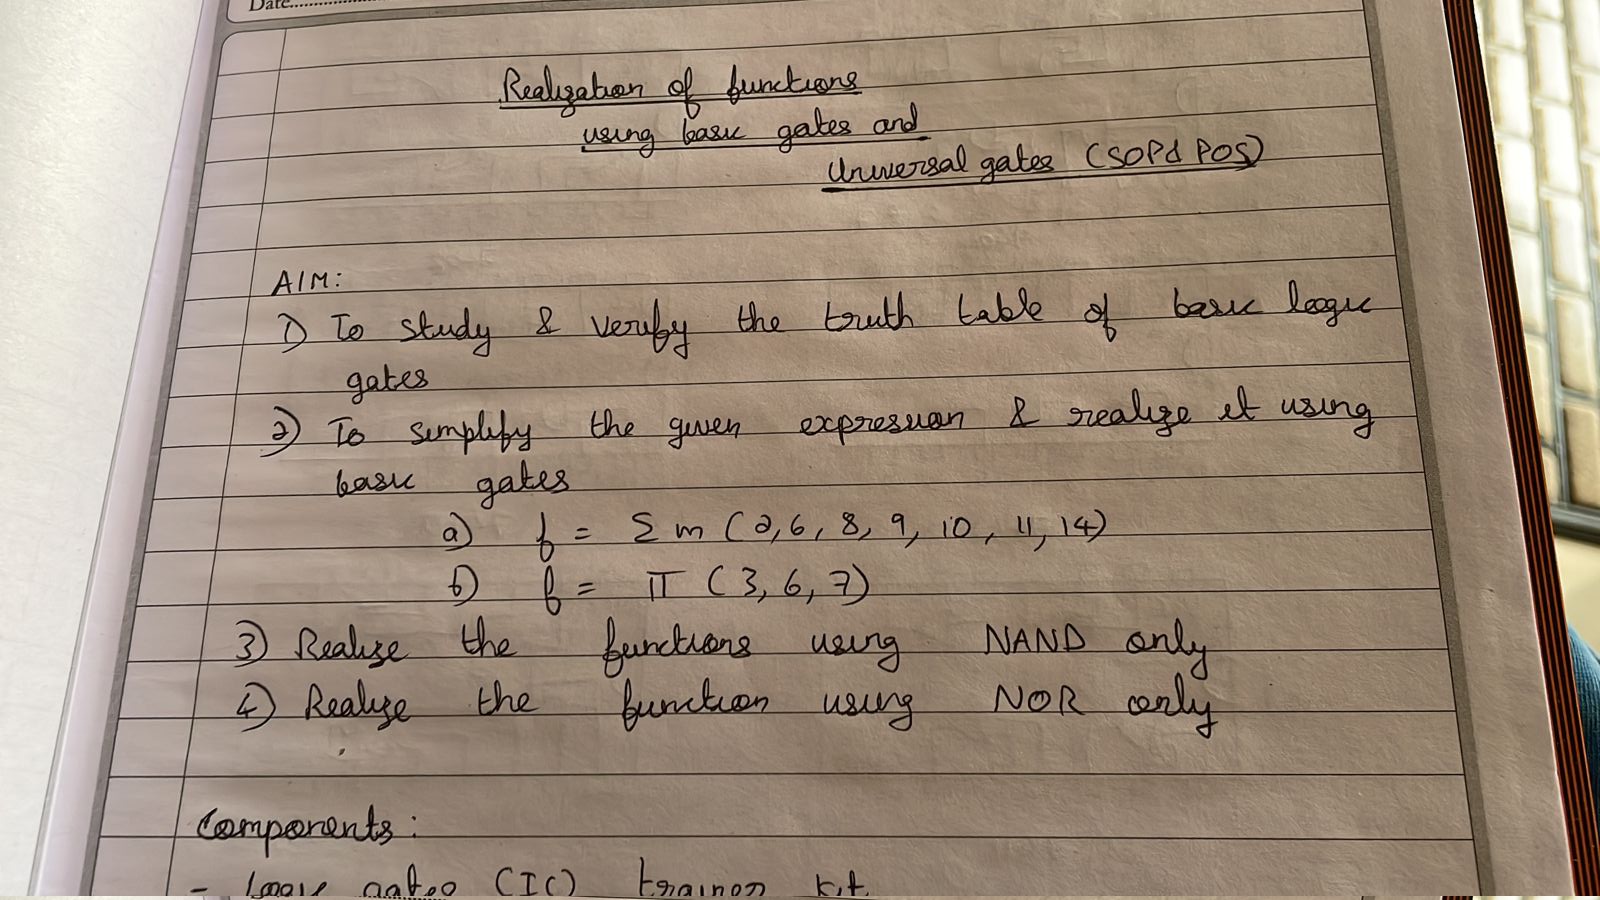 Date..................
Realization of functions
using basic gates and
Universal gates (SOP & POS)
AIM:
1) To study & verify the truth table of basic logic
gates
2) To simplify the given expression & realize it using
basic gates
a) f = Σ m (2, 6, 8, 9, 10, 11, 14)
b) f = π (3, 6, 7)
3) Realize the functions using NAND only
4) Realize the function using NOR only
Components:
- Logic gates (IC) trainer kit